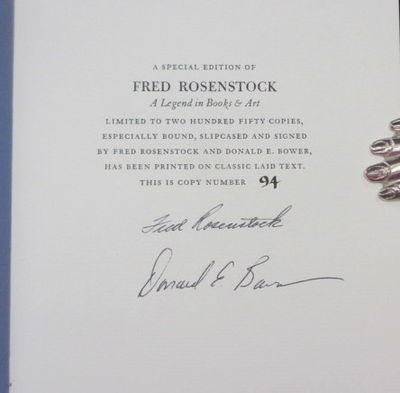 A SPECIAL EDITION OF
FRED ROSENSTOCK
A Legend in Books & Art
LIMITED TO TWO HUNDRED FIFTY COPIES,
ESPECIALLY BOUND, SLIPCASED AND SIGNED
BY FRED ROSENSTOCK AND DONALD E. BOWER,
HAS BEEN PRINTED ON CLASSIC LAID TEXT.
THIS IS COPY NUMBER 94
Fred Rosenstock
Donald E. Bower